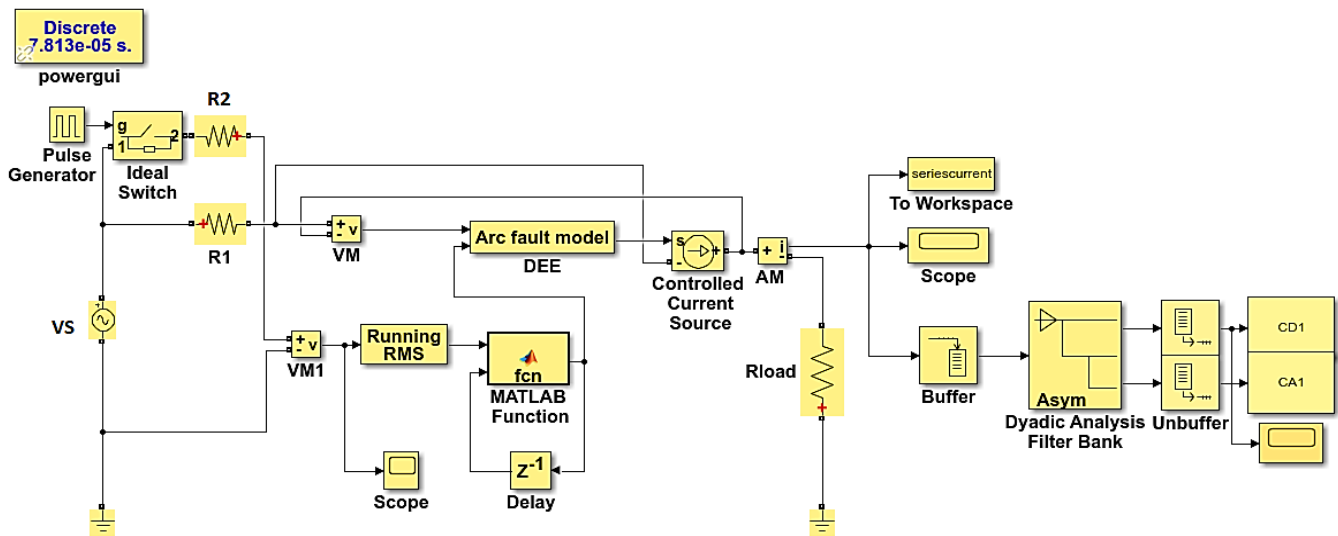 Discrete
7.813e-05 s.
powergui
R2
g
1
2
Pulse
Generator
Ideal
Switch
R1
+
-
v
VM
Arc fault model
DEE
s
-
+
Controlled
Current
Source
+
i
-
AM
seriescurrent
To Workspace
Scope
VS
+
+
-
v
VM1
Running
RMS
fcn
MATLAB
Function
Scope
Z-1
Delay
Rload
Buffer
Asym
Dyadic Analysis
Filter Bank
Unbuffer
CD1
CA1